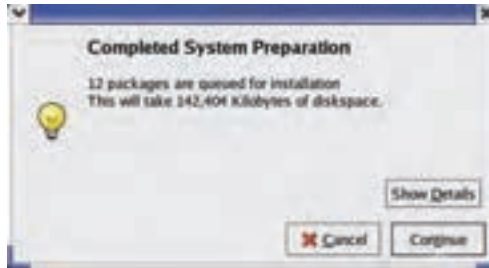 Completed System Preparation
12 packages are queued for installation
This will take 142,404 Kilobytes of diskspace.
Show Details
Cancel
Continue